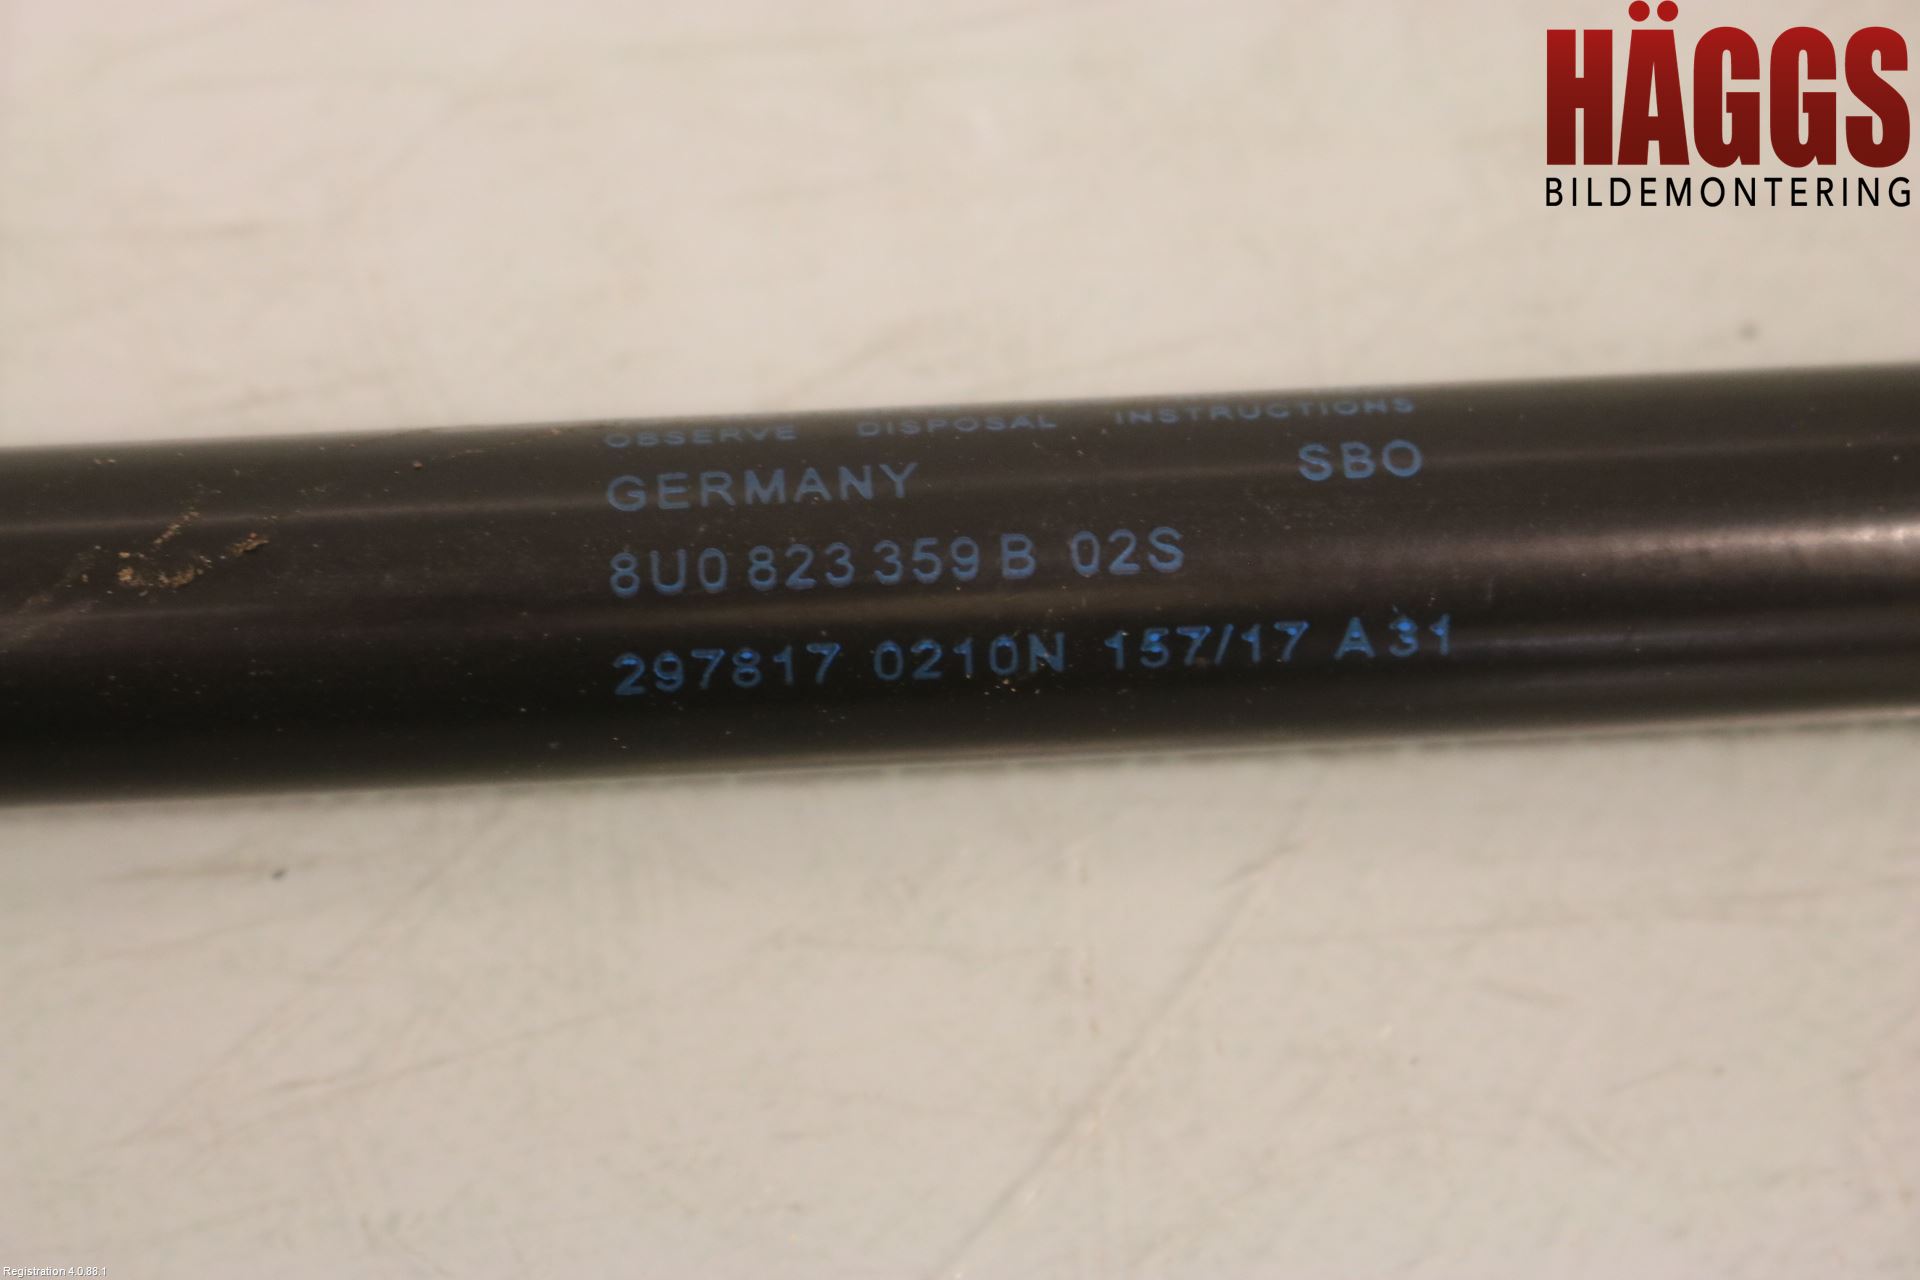 HÄGGS
BILDEMONTERING
OBSERVE DISPOSAL INSTRUCTIONS
GERMANY SBO
8U0 823 359 B 02S
297817 0210N 157/17 A31
Registration 4.0.88.1